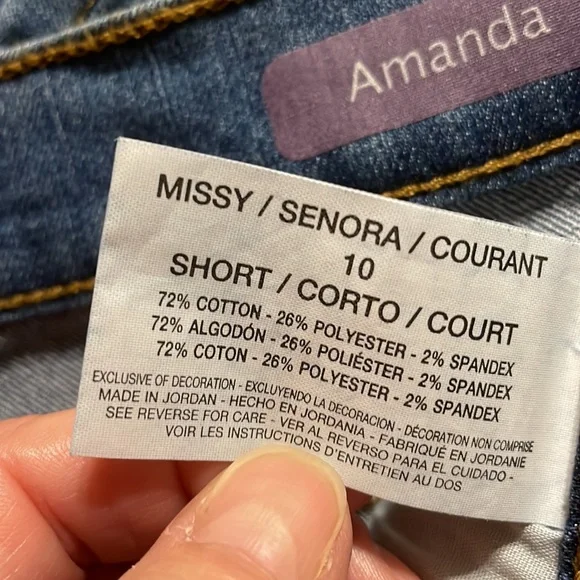 Amanda
MISSY / SENORA / COURANT
10
SHORT / CORTO / COURT
72% COTTON - 26% POLYESTER - 2% SPANDEX
72% ALGODÓN - 26% POLIÉSTER - 2% SPANDEX
72% COTON - 26% POLYESTER - 2% SPANDEX
EXCLUSIVE OF DECORATION - EXCLUYENDO LA DECORACION - DÉCORATION NON COMPRISE
MADE IN JORDAN - HECHO EN JORDANIA - FABRIQUÉ EN JORDANIE
SEE REVERSE FOR CARE - VER AL REVERSO PARA EL CUIDADO -
VOIR LES INSTRUCTIONS D'ENTRETIEN AU DOS